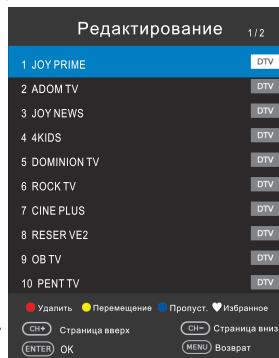 Редактирование 1/2
1 JOY PRIME DTV
2 ADOM TV DTV
3 JOY NEWS DTV
4 4KIDS DTV
5 DOMINION TV DTV
6 ROCK TV DTV
7 CINE PLUS DTV
8 RESER VE2 DTV
9 OB TV DTV
10 PENT TV DTV
Удалить Перемещение Пропуст. Избранное
CH+ Страница вверх CH- Страница вниз
ENTER OK MENU Возврат